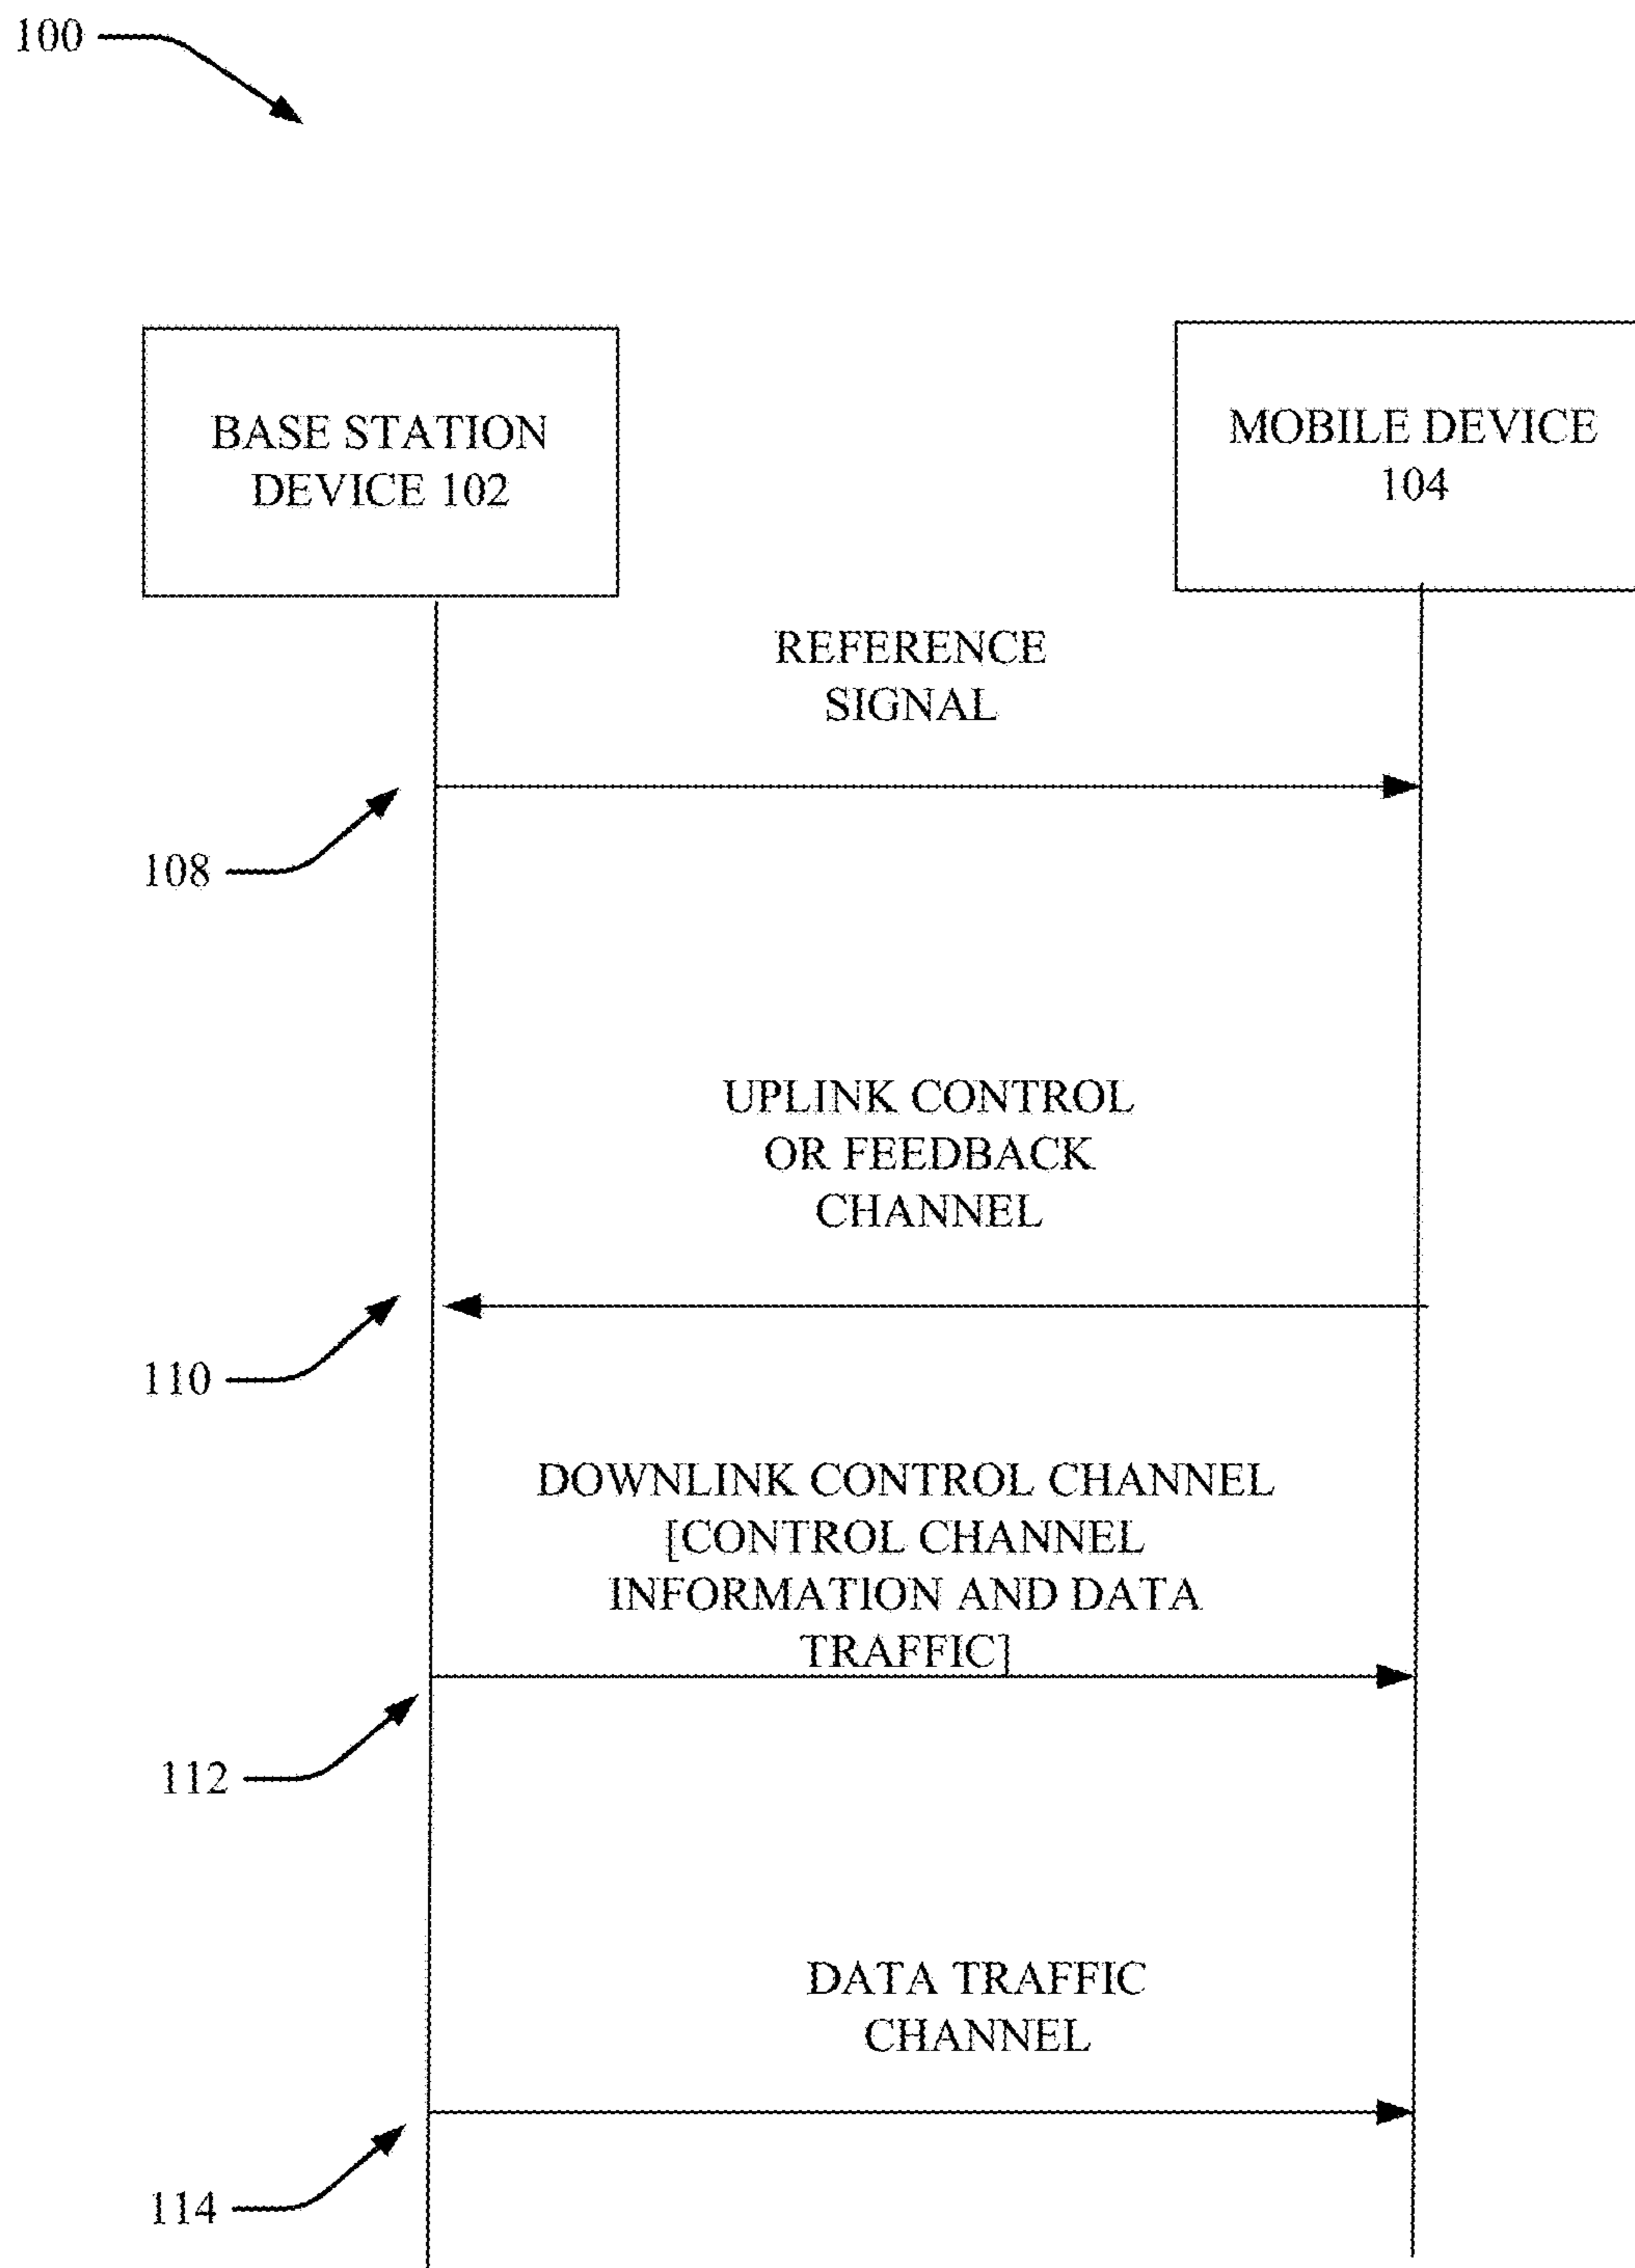 100
BASE STATION
DEVICE 102
MOBILE DEVICE
104
REFERENCE
SIGNAL
108
UPLINK CONTROL
OR FEEDBACK
CHANNEL
110
DOWNLINK CONTROL CHANNEL
[CONTROL CHANNEL
INFORMATION AND DATA
TRAFFIC]
112
DATA TRAFFIC
CHANNEL
114